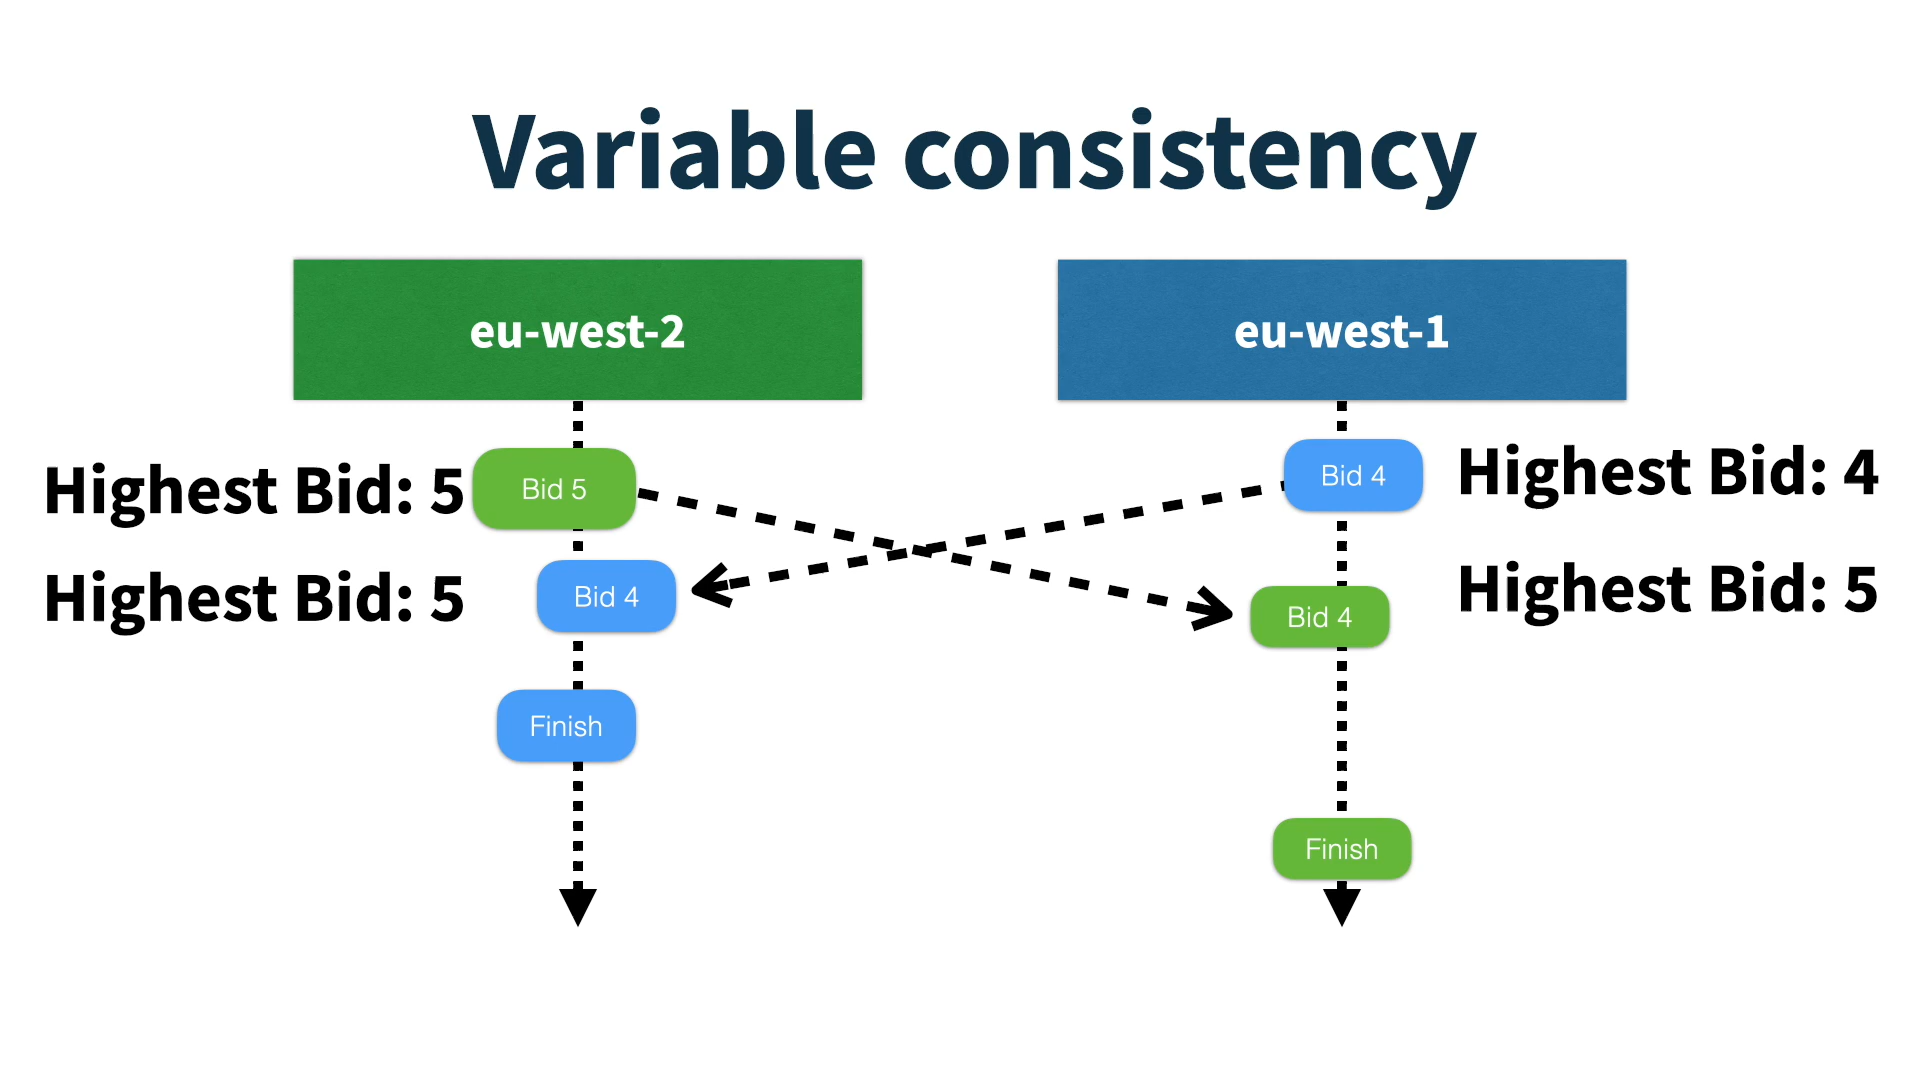 Variable consistency
eu-west-2
eu-west-1
Highest Bid: 5
Bid 5
Bid 4
Highest Bid: 4
Highest Bid: 5
Bid 4
Bid 4
Highest Bid: 5
Finish
Finish